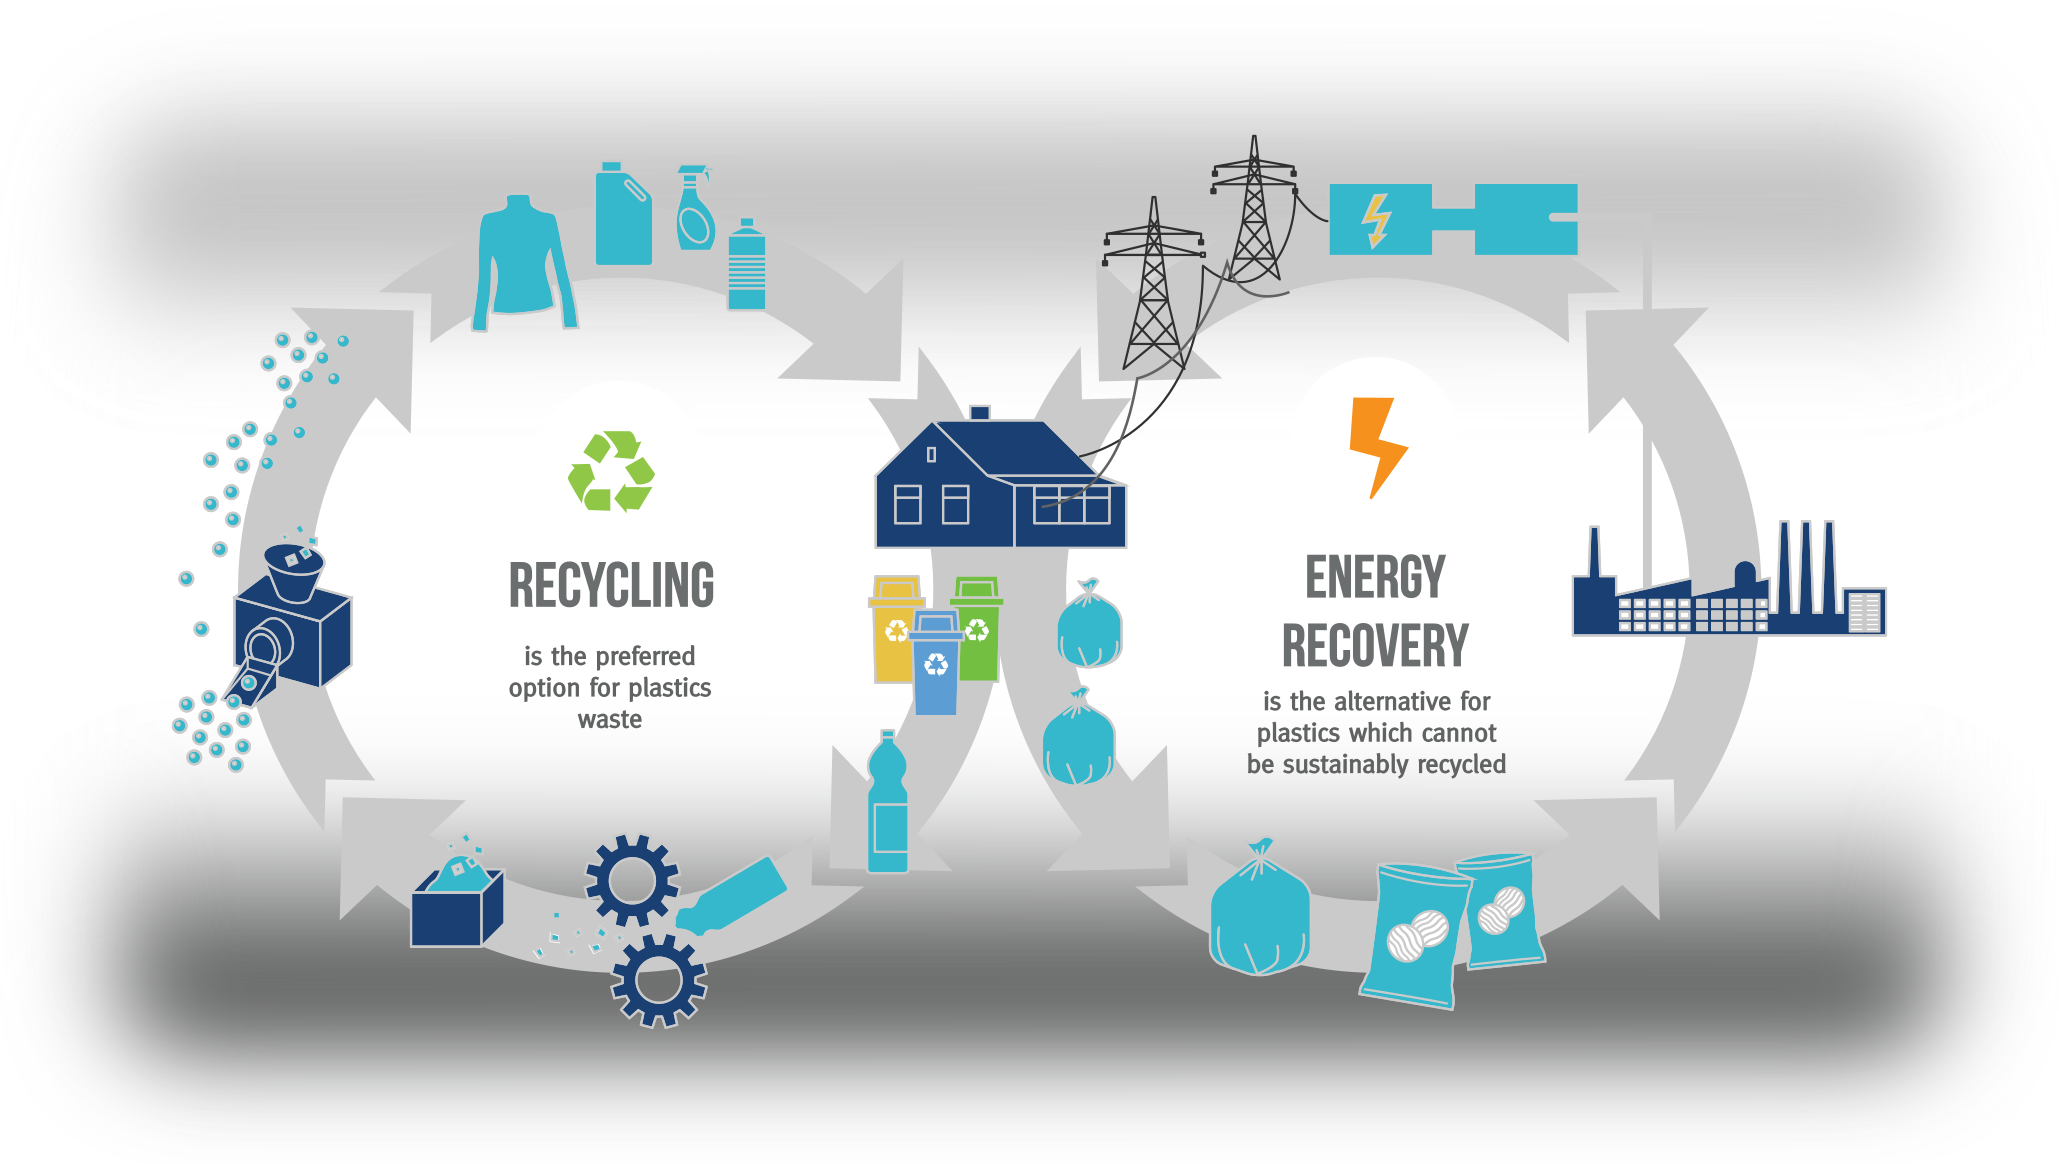 RECYCLING
is the preferred
option for plastics
waste
ENERGY
RECOVERY
is the alternative for
plastics which cannot
be sustainably recycled